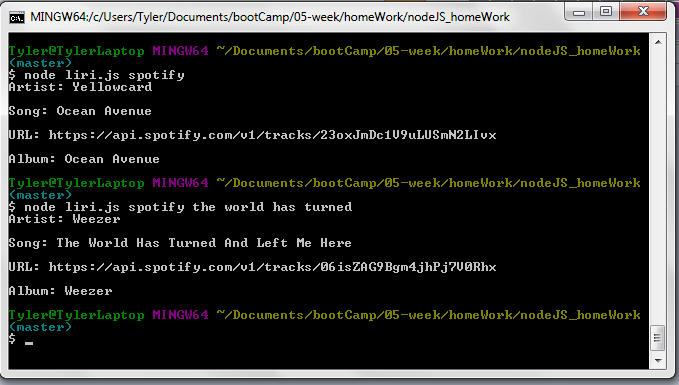 MINGW64:/c/Users/Tyler/Documents/bootCamp/05-week/homeWork/nodeJS_homeWork
Tyler@TylerLaptop MINGW64 ~/Documents/bootCamp/05-week/homeWork/nodeJS_homeWork
(master)
$ node liri.js spotify
Artist: Yellowcard
Song: Ocean Avenue
URL: https://api.spotify.com/v1/tracks/23oxJmDc1V9uLUSmN2LIvx
Album: Ocean Avenue
Tyler@TylerLaptop MINGW64 ~/Documents/bootCamp/05-week/homeWork/nodeJS_homeWork
(master)
$ node liri.js spotify the world has turned
Artist: Weezer
Song: The World Has Turned And Left Me Here
URL: https://api.spotify.com/v1/tracks/06isZAG9Bgm4jhPj7V0Rhx
Album: Weezer
Tyler@TylerLaptop MINGW64 ~/Documents/bootCamp/05-week/homeWork/nodeJS_homeWork
(master)
$ _